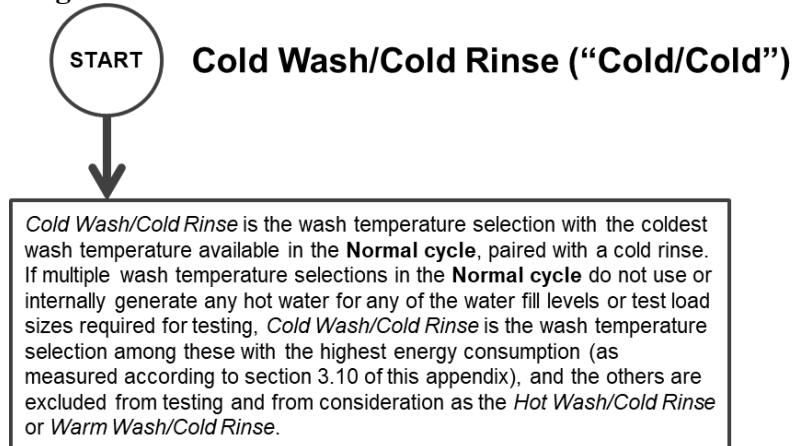 START
Cold Wash/Cold Rinse (“Cold/Cold”)
Cold Wash/Cold Rinse is the wash temperature selection with the coldest
wash temperature available in the Normal cycle, paired with a cold rinse.
If multiple wash temperature selections in the Normal cycle do not use or
internally generate any hot water for any of the water fill levels or test load
sizes required for testing, Cold Wash/Cold Rinse is the wash temperature
selection among these with the highest energy consumption (as
measured according to section 3.10 of this appendix), and the others are
excluded from testing and from consideration as the Hot Wash/Cold Rinse
or Warm Wash/Cold Rinse.